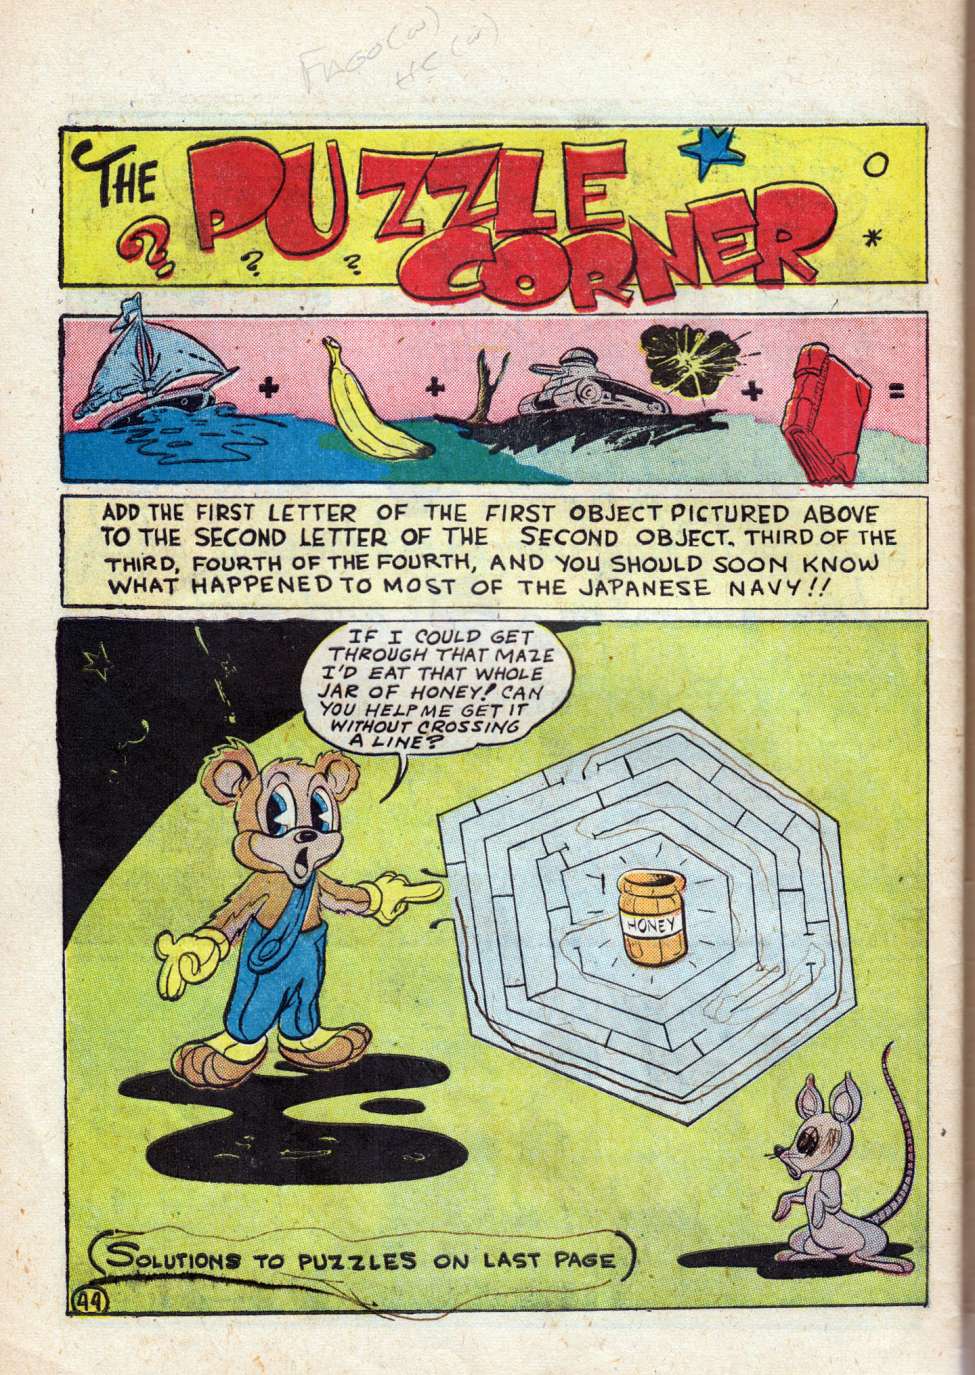 FAGO (w)
HC (w)
THE PUZZLE
CORNER
? ? ?
+ + + =
ADD THE FIRST LETTER OF THE FIRST OBJECT PICTURED ABOVE
TO THE SECOND LETTER OF THE SECOND OBJECT. THIRD OF THE
THIRD, FOURTH OF THE FOURTH, AND YOU SHOULD SOON KNOW
WHAT HAPPENED TO MOST OF THE JAPANESE NAVY!!
IF I COULD GET
THROUGH THAT MAZE
I'D EAT THAT WHOLE
JAR OF HONEY! CAN
YOU HELP ME GET IT
WITHOUT CROSSING
A LINE?
HONEY
(SOLUTIONS TO PUZZLES ON LAST PAGE)
44